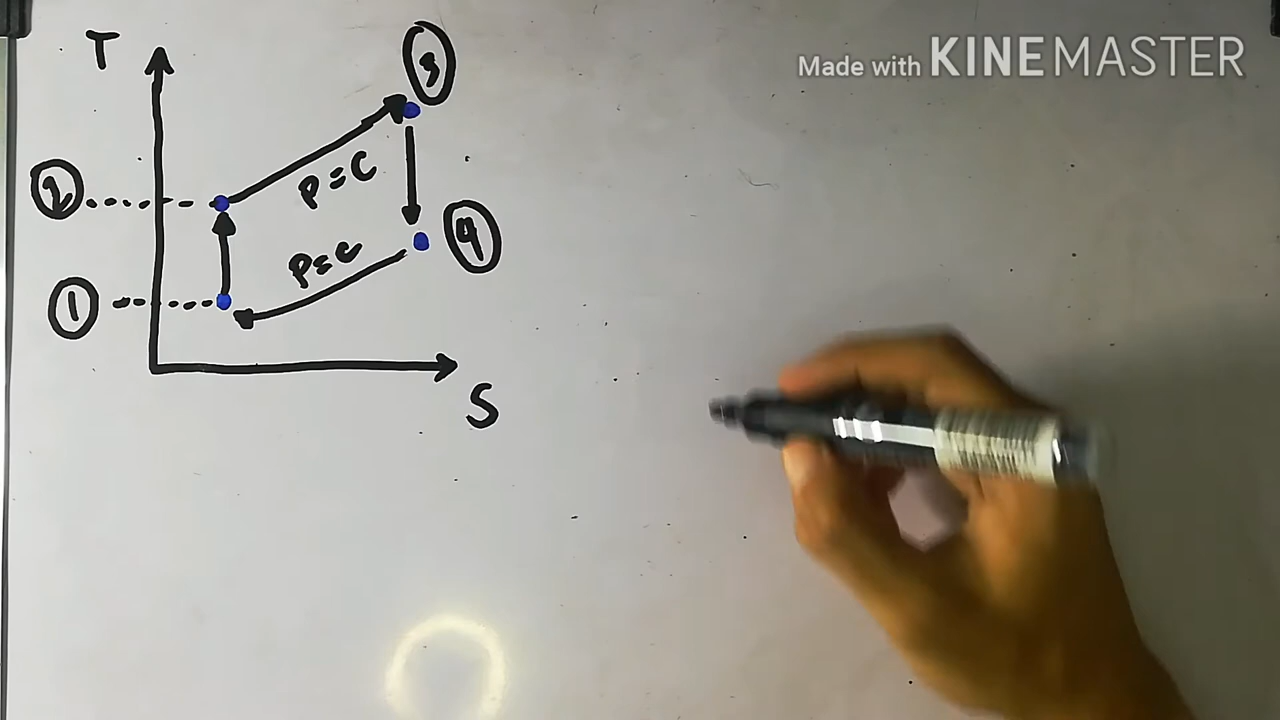 T
③
Made with KINEMASTER
②
P=C
④
P=C
①
S